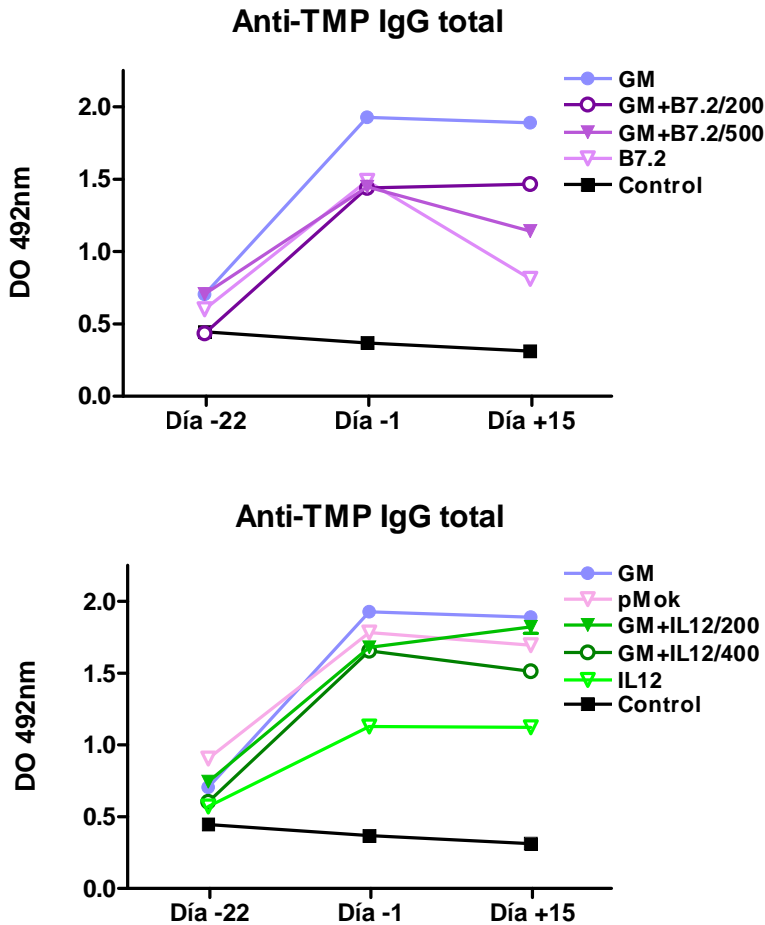 Anti-TMP IgG total
DO 492nm
2.0
1.5
1.0
0.5
0.0
Día -22
Día -1
Día +15
GM
GM+B7.2/200
GM+B7.2/500
B7.2
Control
Anti-TMP IgG total
DO 492nm
2.0
1.5
1.0
0.5
0.0
Día -22
Día -1
Día +15
GM
pMok
GM+IL12/200
GM+IL12/400
IL12
Control